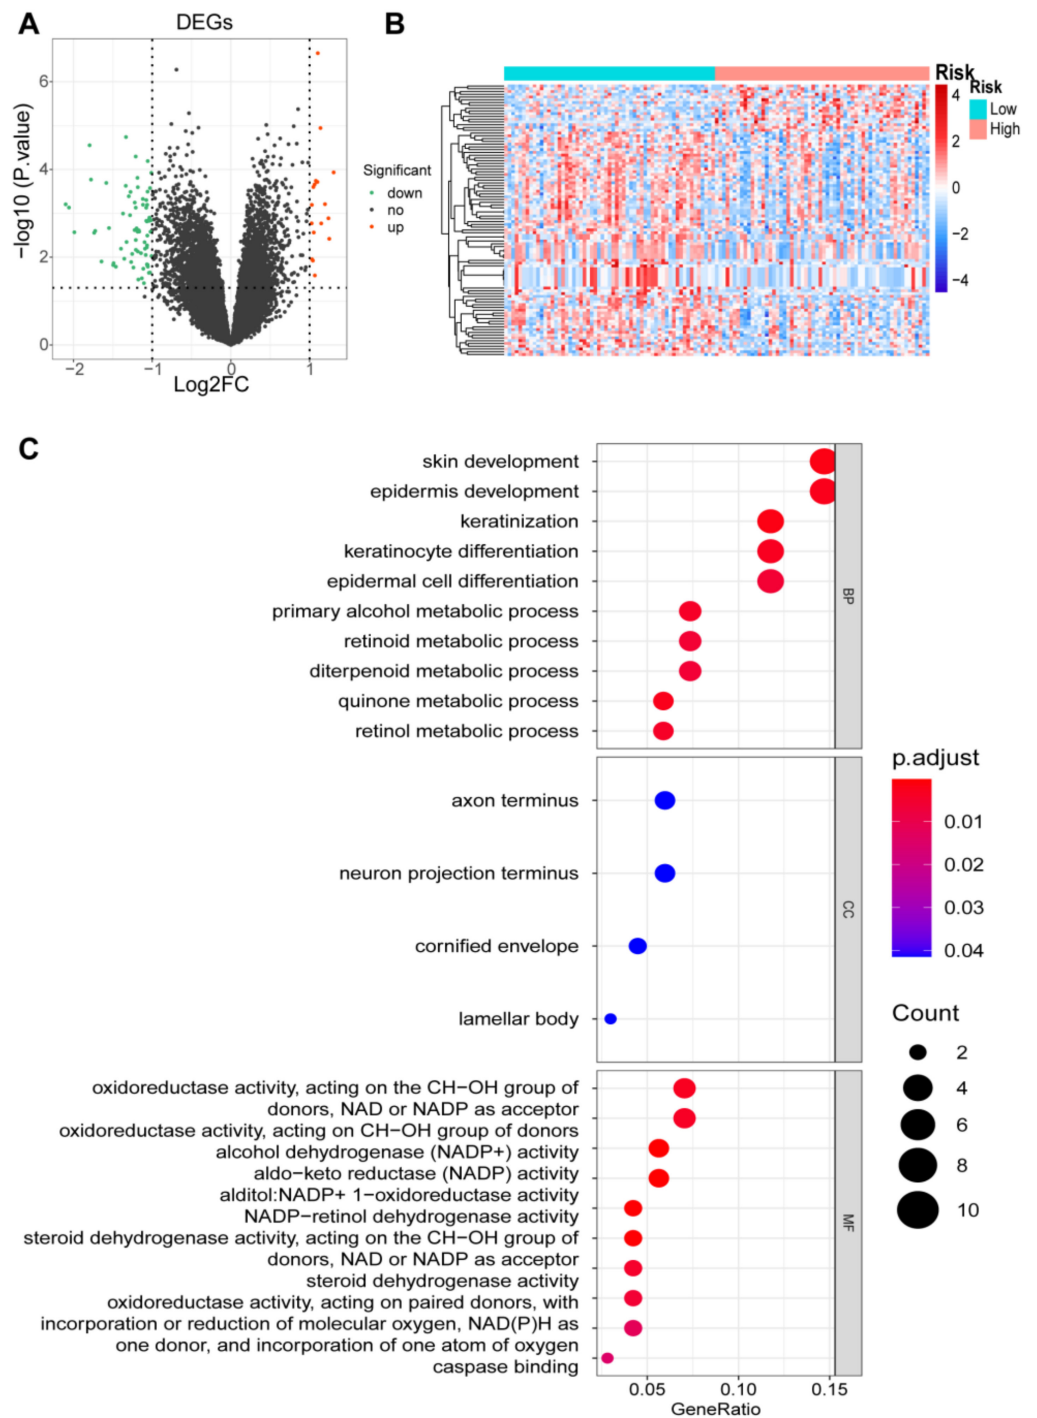 A
DEGs
−log10 (P.value)
6
4
2
0
−2
−1
0
1
Log2FC
Significant
down
no
up
B
Risk
4
2
0
−2
−4
Risk
Low
High
C
skin development
epidermis development
keratinization
keratinocyte differentiation
epidermal cell differentiation
primary alcohol metabolic process
retinoid metabolic process
diterpenoid metabolic process
quinone metabolic process
retinol metabolic process
BP
axon terminus
neuron projection terminus
cornified envelope
lamellar body
CC
oxidoreductase activity, acting on the CH−OH group of
donors, NAD or NADP as acceptor
oxidoreductase activity, acting on CH−OH group of donors
alcohol dehydrogenase (NADP+) activity
aldo−keto reductase (NADP) activity
alditol:NADP+ 1−oxidoreductase activity
NADP−retinol dehydrogenase activity
steroid dehydrogenase activity, acting on the CH−OH group of
donors, NAD or NADP as acceptor
steroid dehydrogenase activity
oxidoreductase activity, acting on paired donors, with
incorporation or reduction of molecular oxygen, NAD(P)H as
one donor, and incorporation of one atom of oxygen
caspase binding
MF
0.05
0.10
0.15
GeneRatio
p.adjust
0.01
0.02
0.03
0.04
Count
2
4
6
8
10